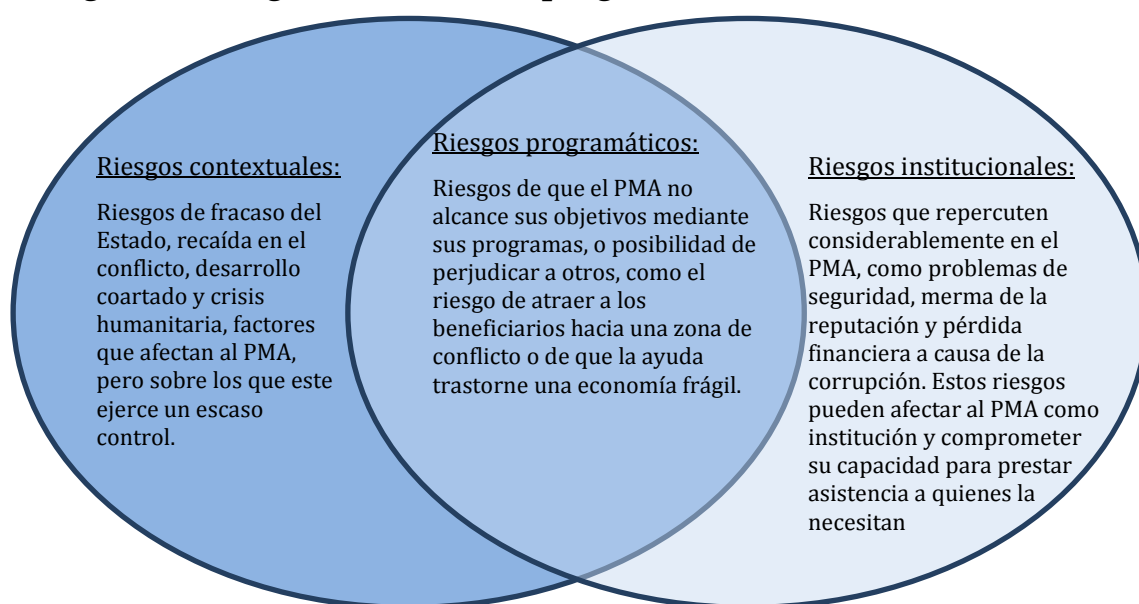 Riesgos contextuales:
Riesgos de fracaso del
Estado, recaída en el
conflicto, desarrollo
coartado y crisis
humanitaria, factores
que afectan al PMA,
pero sobre los que este
ejerce un escaso
control.
Riesgos programáticos:
Riesgos de que el PMA no
alcance sus objetivos mediante
sus programas, o posibilidad de
perjudicar a otros, como el
riesgo de atraer a los
beneficiarios hacia una zona de
conflicto o de que la ayuda
trastorne una economía frágil.
Riesgos institucionales:
Riesgos que repercuten
considerablemente en el
PMA, como problemas de
seguridad, merma de la
reputación y pérdida
financiera a causa de la
corrupción. Estos riesgos
pueden afectar al PMA como
institución y comprometer
su capacidad para prestar
asistencia a quienes la
necesitan